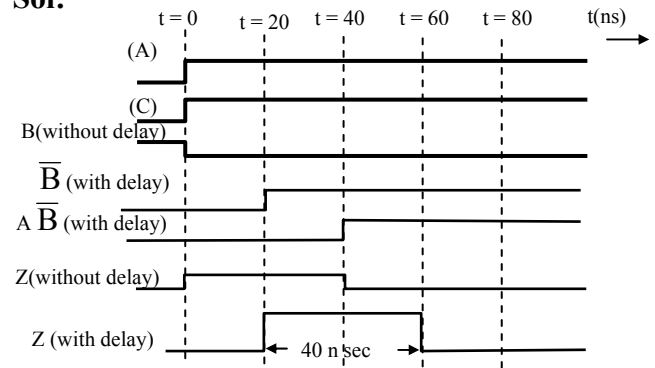 Sol:
t = 0 t = 20 t = 40 t = 60 t = 80 t(ns)
(A)
(C)
B(without delay)
B̅ (with delay)
A B̅ (with delay)
Z(without delay)
Z (with delay)
40 n sec